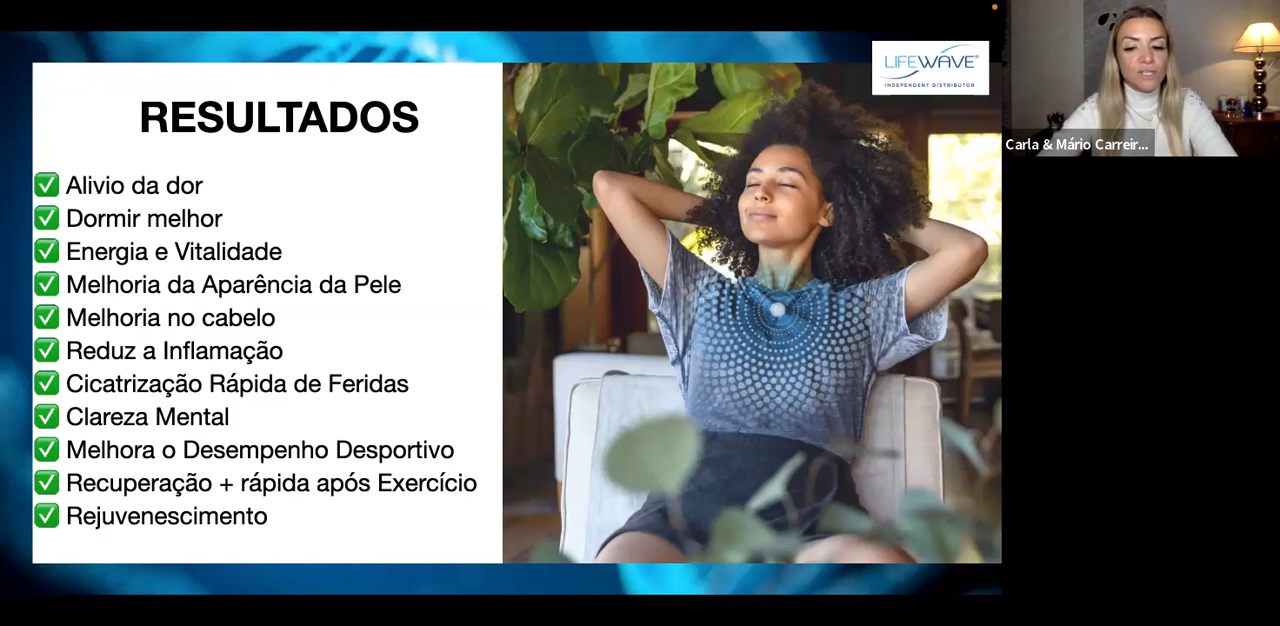 RESULTADOS
✅ Alivio da dor
✅ Dormir melhor
✅ Energia e Vitalidade
✅ Melhoria da Aparência da Pele
✅ Melhoria no cabelo
✅ Reduz a Inflamação
✅ Cicatrização Rápida de Feridas
✅ Clareza Mental
✅ Melhora o Desempenho Desportivo
✅ Recuperação + rápida após Exercício
✅ Rejuvenescimento
LIFEWAVE®
INDEPENDENT DISTRIBUTOR
Carla & Mário Carreir...